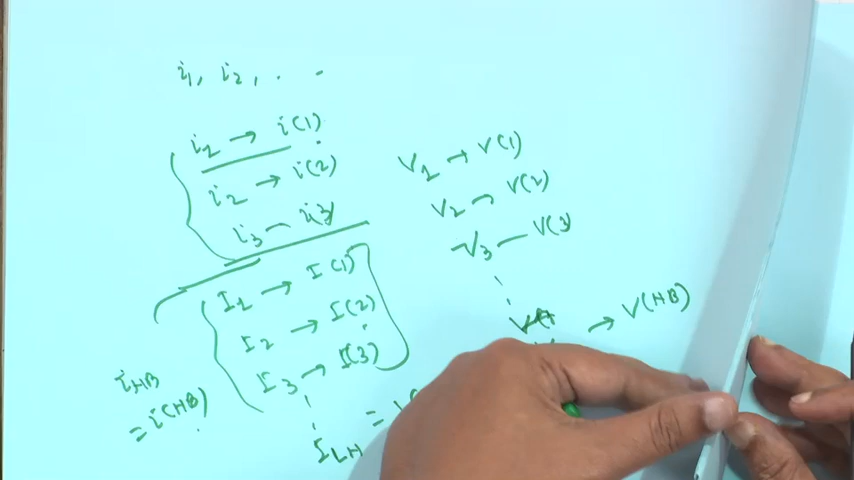 i1, i2, . .
i1 → i(1)
i2 → i(2)
i3 — i(3)
I1 → I(1)
I2 → I(2)
I3 → I(3)
iHB
= i(HB)
ILH =
V1 → V(1)
V2 → V(2)
V3 — V(3)
→ V(HB)